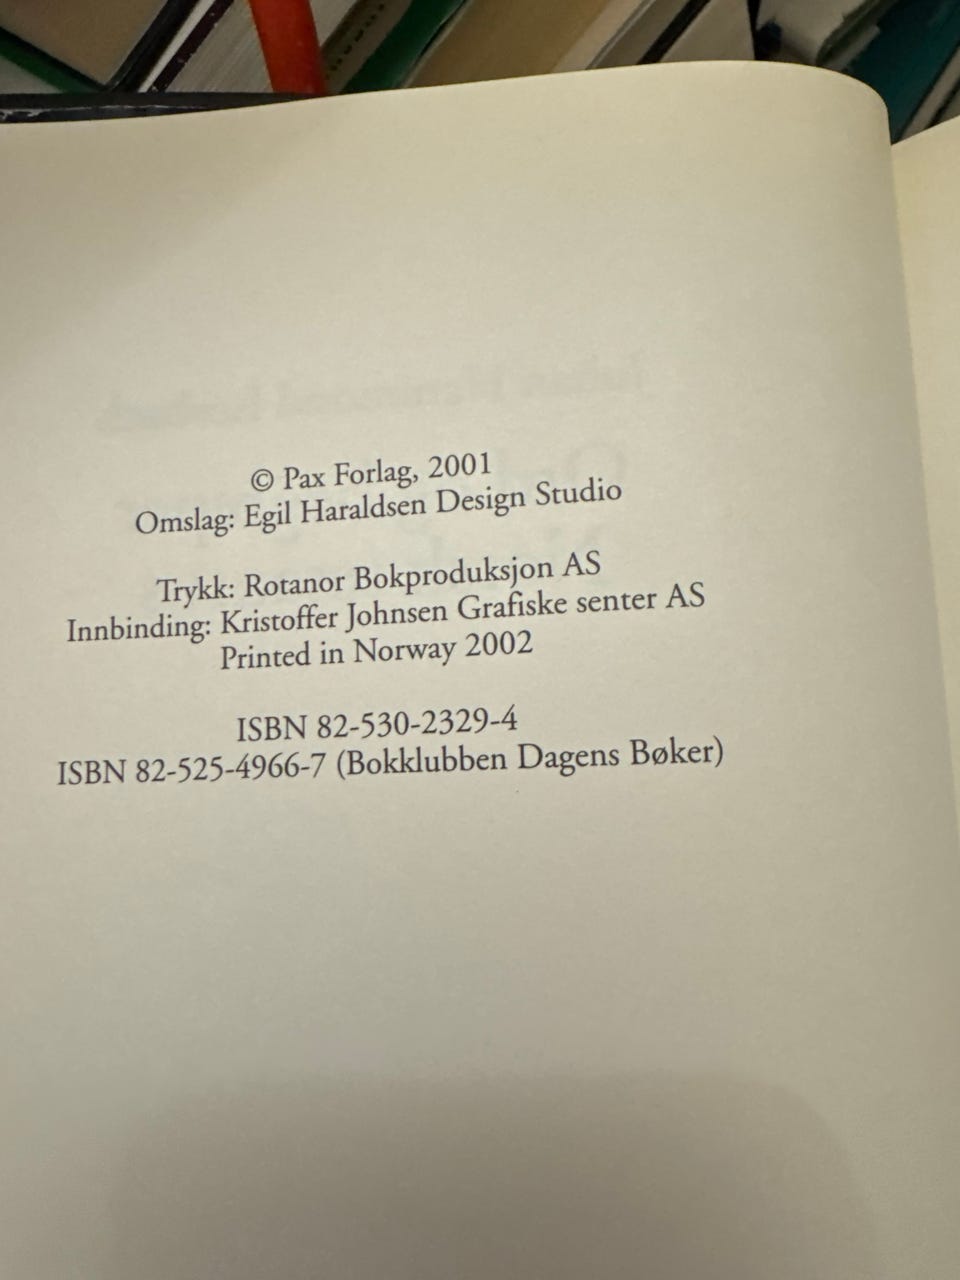 © Pax Forlag, 2001
Omslag: Egil Haraldsen Design Studio
Trykk: Rotanor Bokproduksjon AS
Innbinding: Kristoffer Johnsen Grafiske senter AS
Printed in Norway 2002
ISBN 82-530-2329-4
ISBN 82-525-4966-7 (Bokklubben Dagens Bøker)